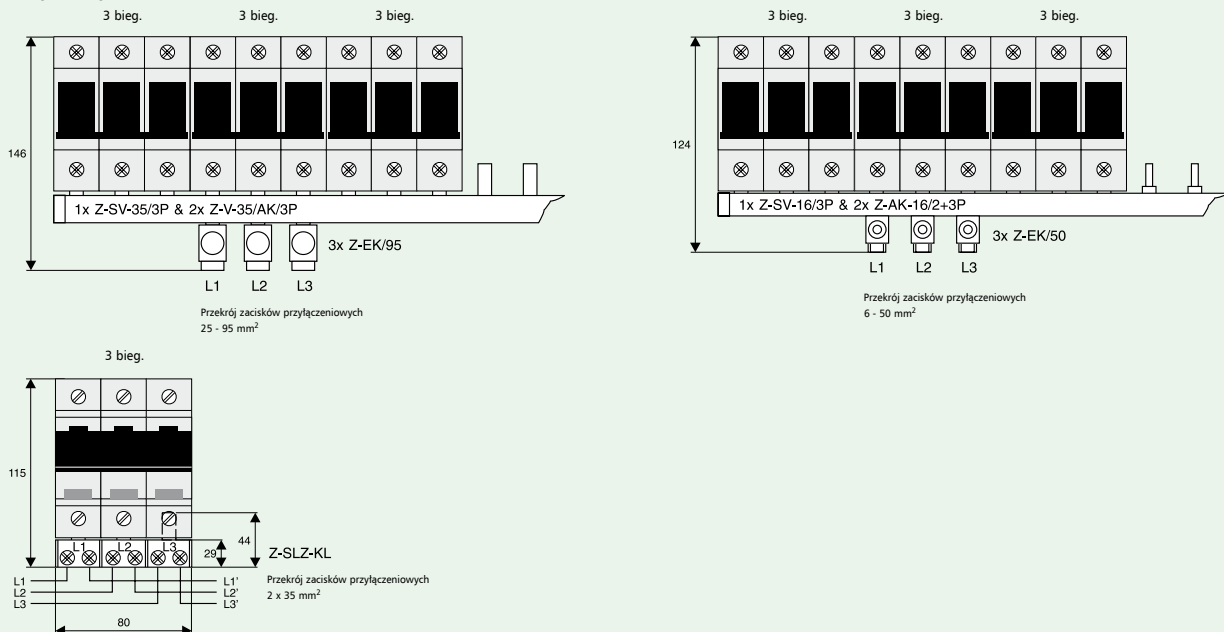 3 bieg. 3 bieg. 3 bieg.
146
1x Z-SV-35/3P & 2x Z-V-35/AK/3P
3x Z-EK/95
L1 L2 L3
Przekrój zacisków przyłączeniowych
25 - 95 mm²
3 bieg. 3 bieg. 3 bieg.
124
1x Z-SV-16/3P & 2x Z-AK-16/2+3P
3x Z-EK/50
L1 L2 L3
Przekrój zacisków przyłączeniowych
6 - 50 mm²
3 bieg.
115
L1 L2 L3
29
44
Z-SLZ-KL
Przekrój zacisków przyłączeniowych
2 x 35 mm²
L1 L1'
L2 L2'
L3 L3'
80